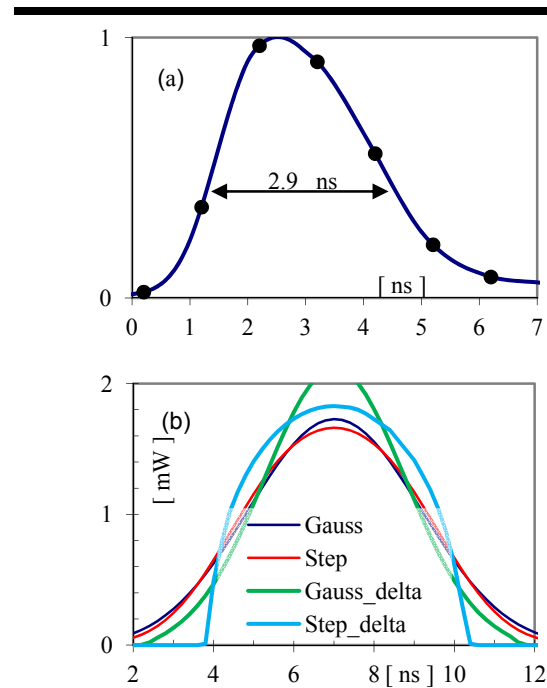 1
(a)
2.9 ns
[ ns ]
0
0 1 2 3 4 5 6 7
2
(b)
[ mW ]
1
Gauss
Step
Gauss_delta
Step_delta
0
2 4 6 8 [ ns ] 10 12